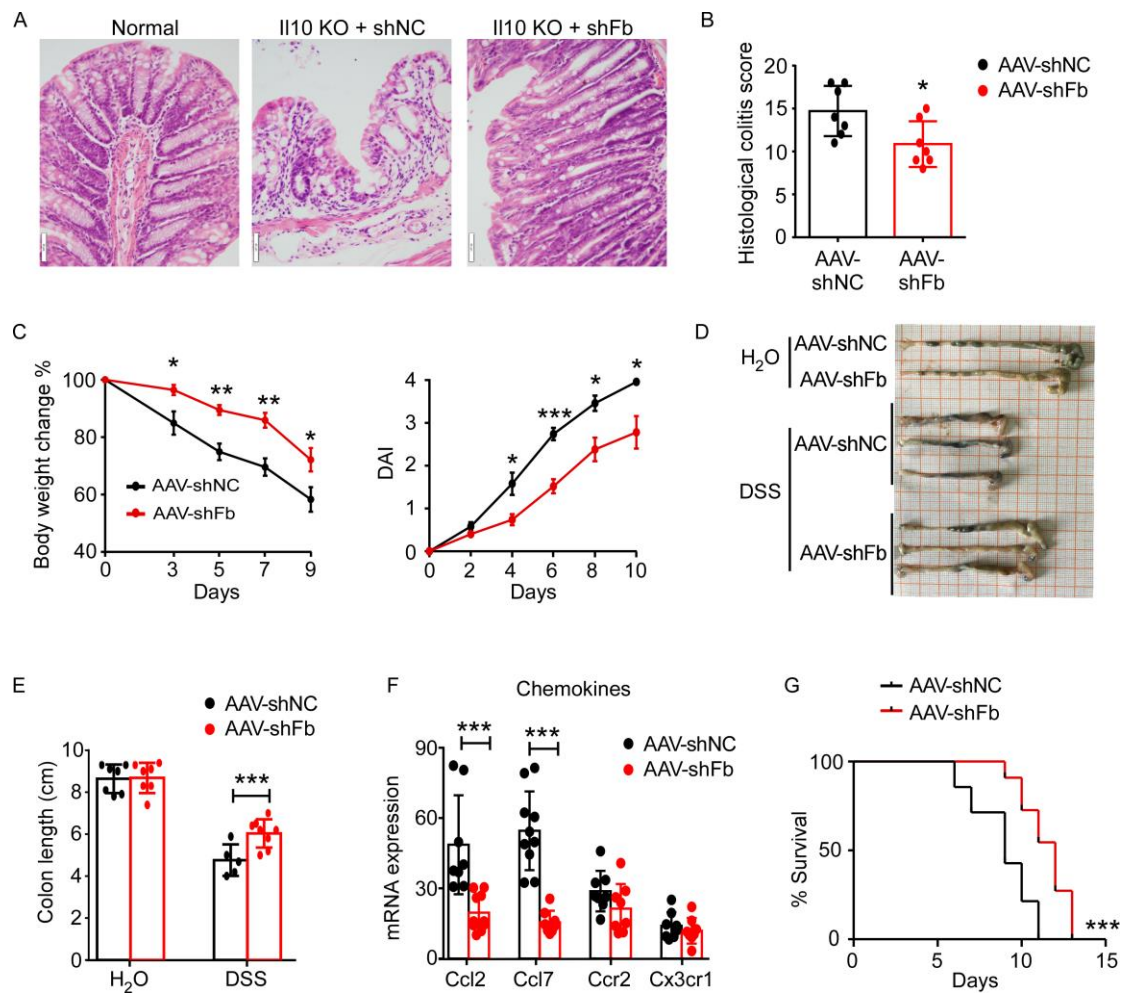 A
Normal
Il10 KO + shNC
Il10 KO + shFb
B
AAV-shNC
AAV-shFb
Histological colitis score
20
15
10
5
0
*
AAV-
shNC
AAV-
shFb
C
Body weight change %
100
80
60
40
* ** ** *
AAV-shNC
AAV-shFb
0 3 5 7 9
Days
DAI
4
3
2
1
0
* *** * *
0 2 4 6 8 10
Days
D
H2O
AAV-shNC
AAV-shFb
DSS
AAV-shNC
AAV-shFb
E
AAV-shNC
AAV-shFb
Colon length (cm)
10
8
6
4
2
0
***
H2O DSS
F
Chemokines
AAV-shNC
AAV-shFb
mRNA expression
90
60
30
0
*** ***
Ccl2 Ccl7 Ccr2 Cx3cr1
G
AAV-shNC
AAV-shFb
% Survival
100
50
0
***
0 5 10 15
Days